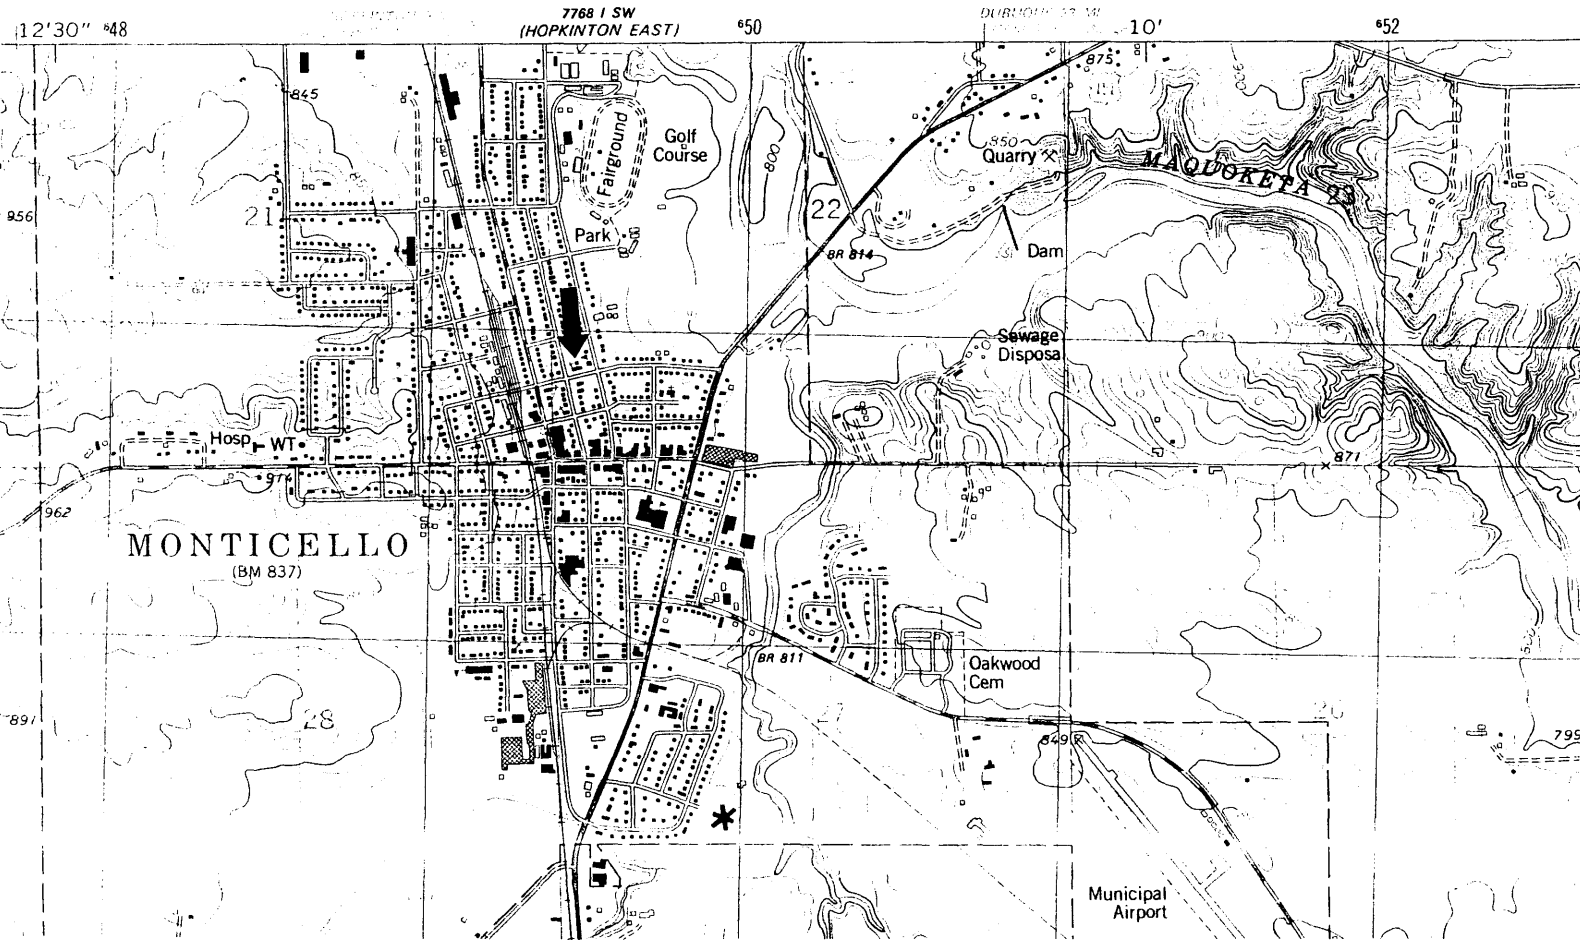 7768 I SW
12'30" ⁶48 (HOPKINTON EAST) ⁶50 10' ⁶52
875
845
Fairground
Golf
Course
800
850
Quarry
MAQUOKETA 23
956
21
22
Park
BR 814
Dam
Sewage
Disposa
Hosp WT
974
871
962
MONTICELLO
(BM 837)
BR 811
Oakwood
Cem
891
28
849
799
Municipal
Airport